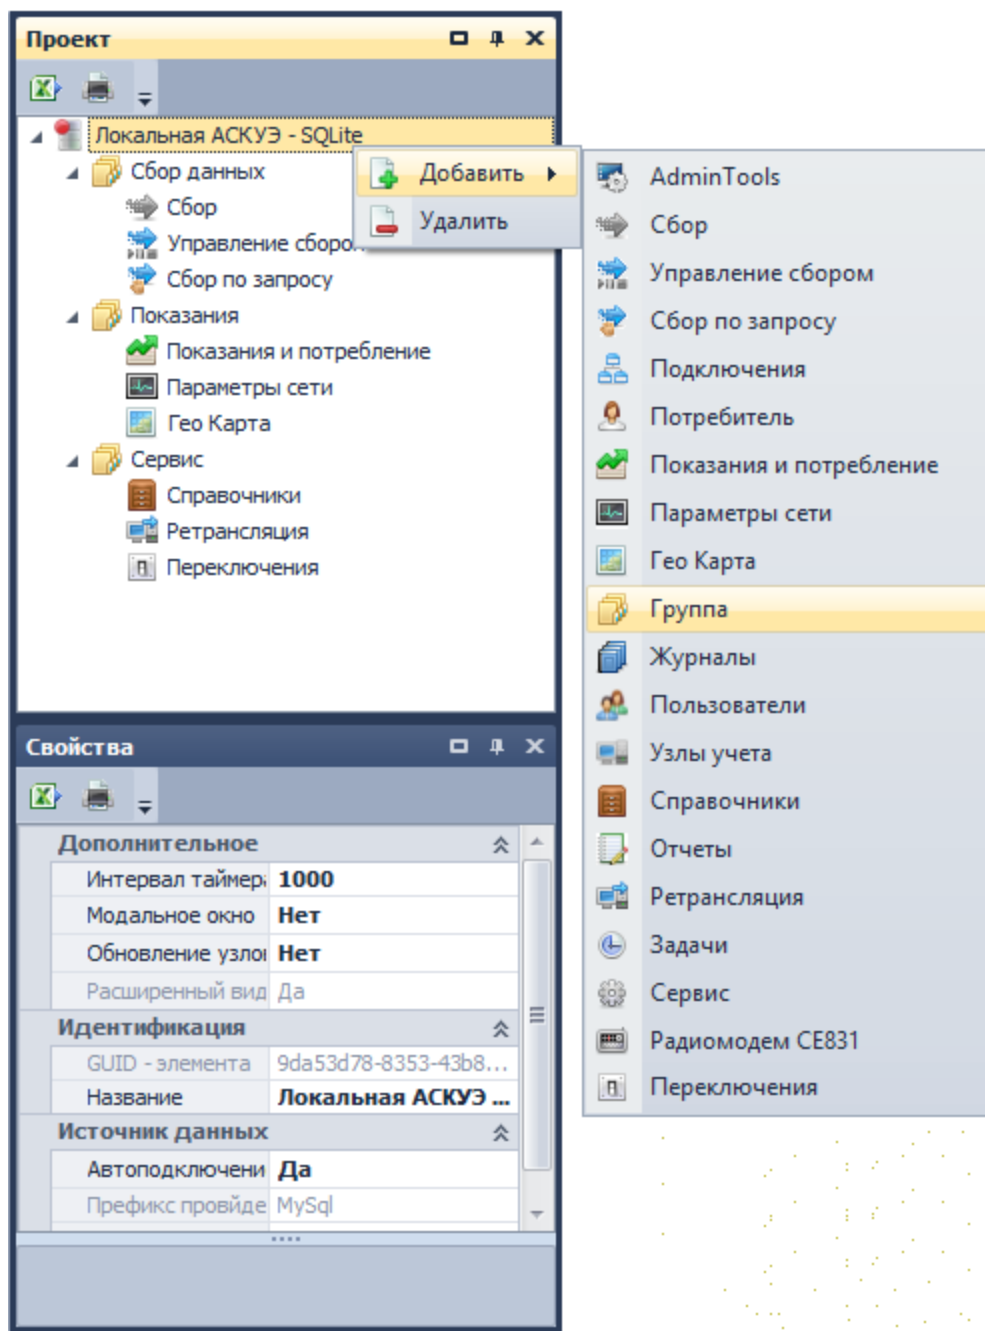 Проект
Локальная АСКУЭ - SQLite
Сбор данных
Сбор
Управление сбором
Сбор по запросу
Показания
Показания и потребление
Параметры сети
Гео Карта
Сервис
Справочники
Ретрансляция
Переключения
Добавить
Удалить
AdminTools
Сбор
Управление сбором
Сбор по запросу
Подключения
Потребитель
Показания и потребление
Параметры сети
Гео Карта
Группа
Журналы
Пользователи
Узлы учета
Справочники
Отчеты
Ретрансляция
Задачи
Сервис
Радиомодем CE831
Переключения
Свойства
Дополнительное
Интервал таймера 1000
Модальное окно Нет
Обновление узлов Нет
Расширенный вид Да
Идентификация
GUID - элемента 9da53d78-8353-43b8...
Название Локальная АСКУЭ ...
Источник данных
Автоподключени Да
Префикс провйде MySql